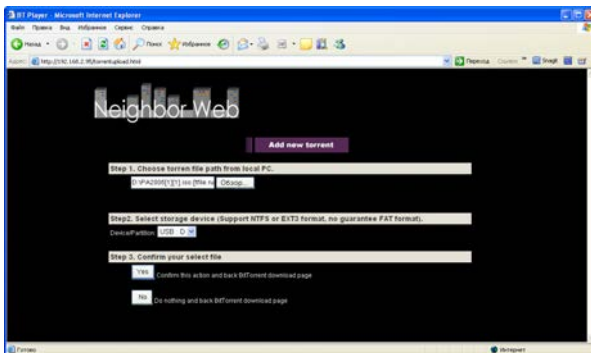 BT Player - Microsoft Internet Explorer
Файл Правка Вид Избранное Сервис Справка
Назад Поиск Избранное
Адрес: Переход Ссылки SnagIt
Neighbor Web
Add new torrent
Step 1. Choose torren file path from local PC.
Обзор...
Step2. Select storage device (Support NTFS or EXT3 format, no guarantee FAT format).
Device/Partition: USB : D
Step 3. Confirm your select file
Yes Confirm this action and back BitTorrent download page
No Do nothing and back BitTorrent download page
Готово Интернет